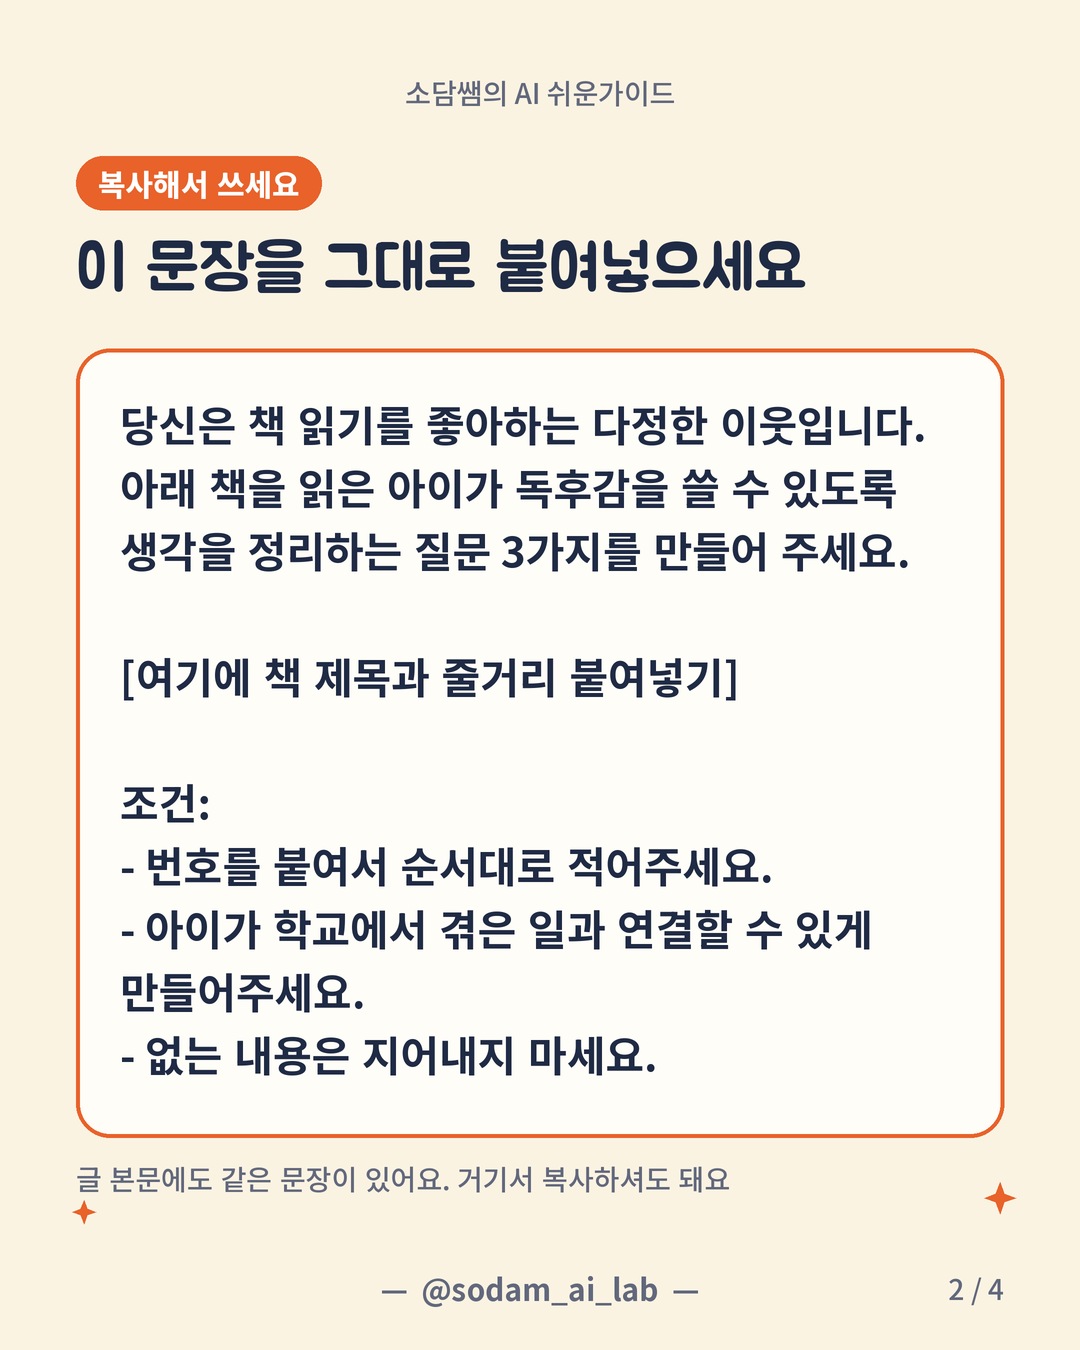 소담쌤의 AI 쉬운가이드
복사해서 쓰세요
이 문장을 그대로 붙여넣으세요
당신은 책 읽기를 좋아하는 다정한 이웃입니다.
아래 책을 읽은 아이가 독후감을 쓸 수 있도록
생각을 정리하는 질문 3가지를 만들어 주세요.
[여기에 책 제목과 줄거리 붙여넣기]
조건:
- 번호를 붙여서 순서대로 적어주세요.
- 아이가 학교에서 겪은 일과 연결할 수 있게
만들어주세요.
- 없는 내용은 지어내지 마세요.
글 본문에도 같은 문장이 있어요. 거기서 복사하셔도 돼요
— @sodam_ai_lab —
2 / 4